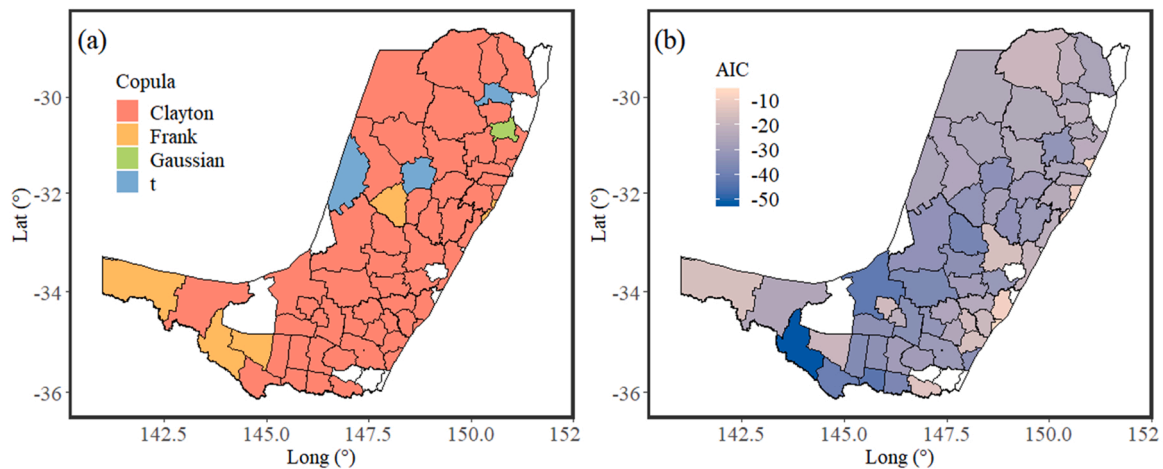 (a)
Copula
Clayton
Frank
Gaussian
t
-30
-32
-34
-36
Lat (°)
142.5
145.0
147.5
150.0
152
Long (°)
(b)
AIC
-10
-20
-30
-40
-50
-30
-32
-34
-36
Lat (°)
142.5
145.0
147.5
150.0
152
Long (°)